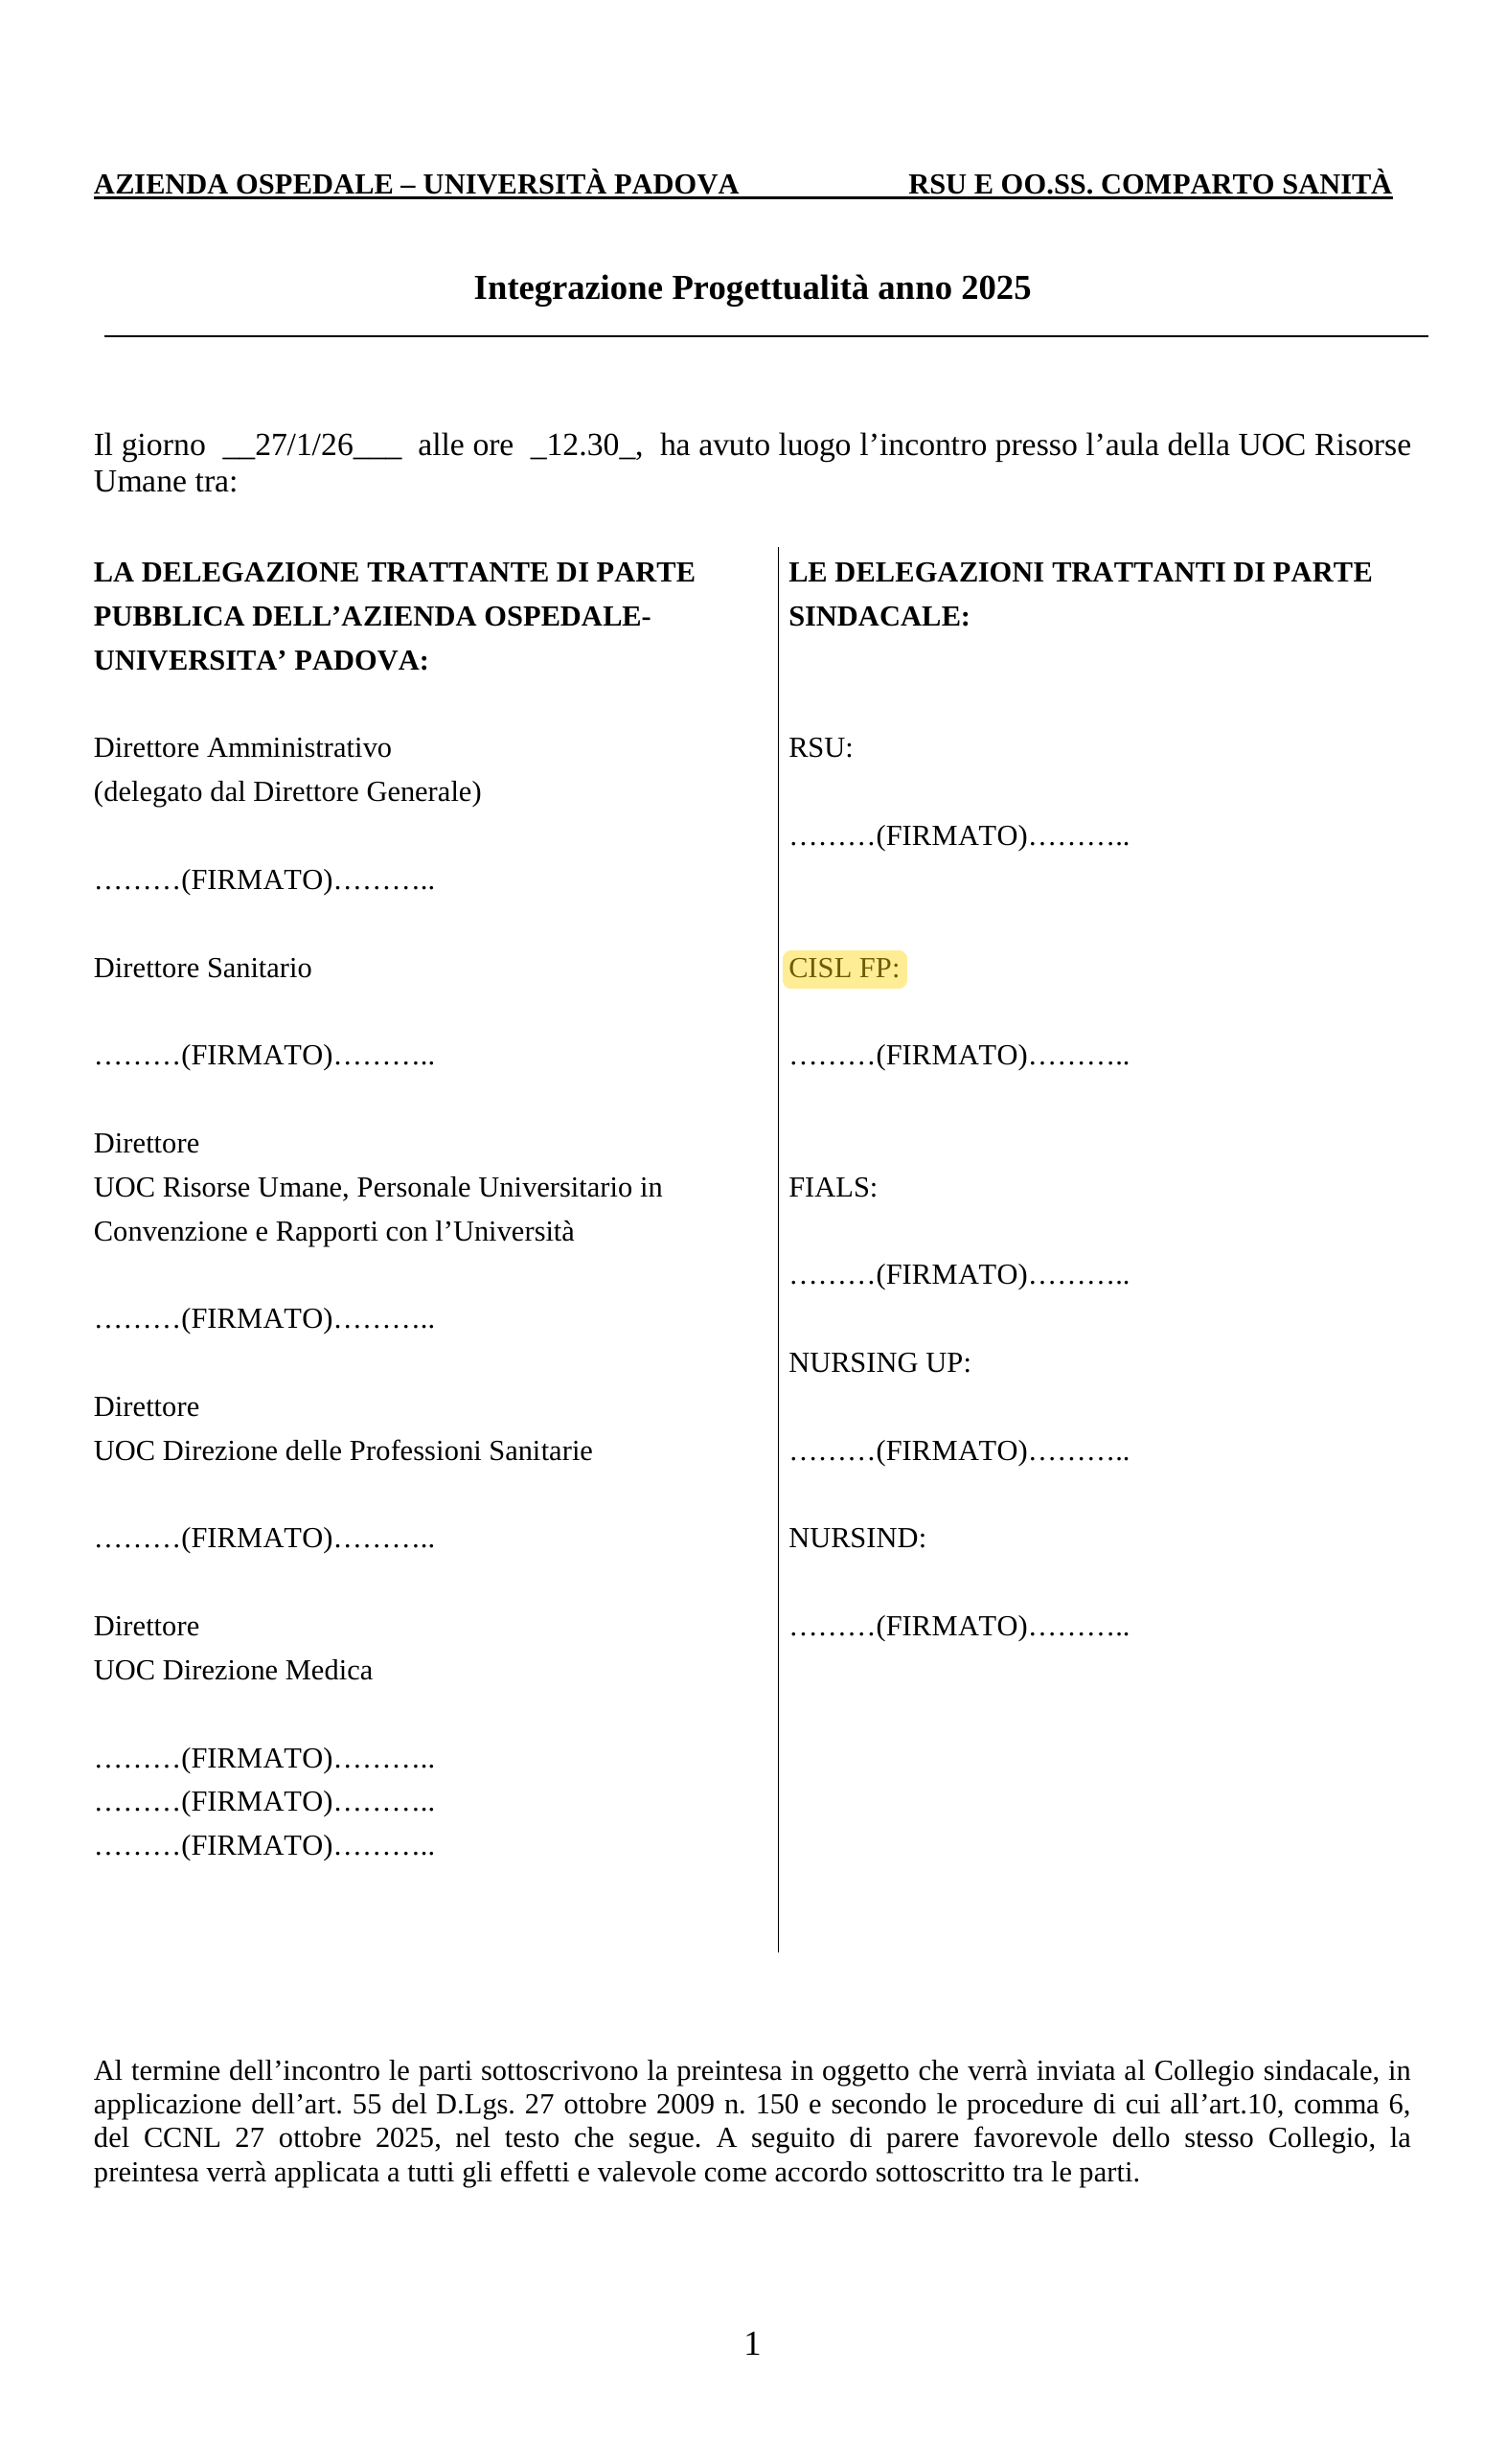 AZIENDA OSPEDALE – UNIVERSITÀ PADOVA RSU E OO.SS. COMPARTO SANITÀ
Integrazione Progettualità anno 2025
Il giorno __27/1/26___ alle ore _12.30_, ha avuto luogo l’incontro presso l’aula della UOC Risorse
Umane tra:
LA DELEGAZIONE TRATTANTE DI PARTE
PUBBLICA DELL’AZIENDA OSPEDALE-
UNIVERSITA’ PADOVA:
Direttore Amministrativo
(delegato dal Direttore Generale)
………(FIRMATO)………..
Direttore Sanitario
………(FIRMATO)………..
Direttore
UOC Risorse Umane, Personale Universitario in
Convenzione e Rapporti con l’Università
………(FIRMATO)………..
Direttore
UOC Direzione delle Professioni Sanitarie
………(FIRMATO)………..
Direttore
UOC Direzione Medica
………(FIRMATO)………..
………(FIRMATO)………..
………(FIRMATO)………..
LE DELEGAZIONI TRATTANTI DI PARTE
SINDACALE:
RSU:
………(FIRMATO)………..
CISL FP:
………(FIRMATO)………..
FIALS:
………(FIRMATO)………..
NURSING UP:
………(FIRMATO)………..
NURSIND:
………(FIRMATO)………..
Al termine dell’incontro le parti sottoscrivono la preintesa in oggetto che verrà inviata al Collegio sindacale, in
applicazione dell’art. 55 del D.Lgs. 27 ottobre 2009 n. 150 e secondo le procedure di cui all’art.10, comma 6,
del CCNL 27 ottobre 2025, nel testo che segue. A seguito di parere favorevole dello stesso Collegio, la
preintesa verrà applicata a tutti gli effetti e valevole come accordo sottoscritto tra le parti.
1